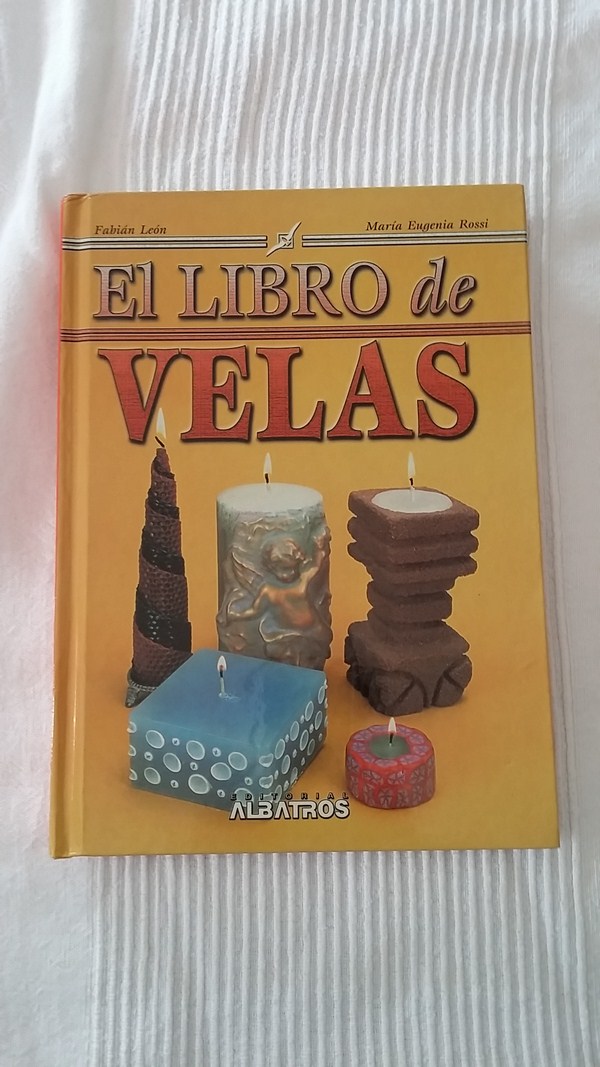 Fabián León
María Eugenia Rossi
El LIBRO de
VELAS
EDITORIAL
ALBATROS